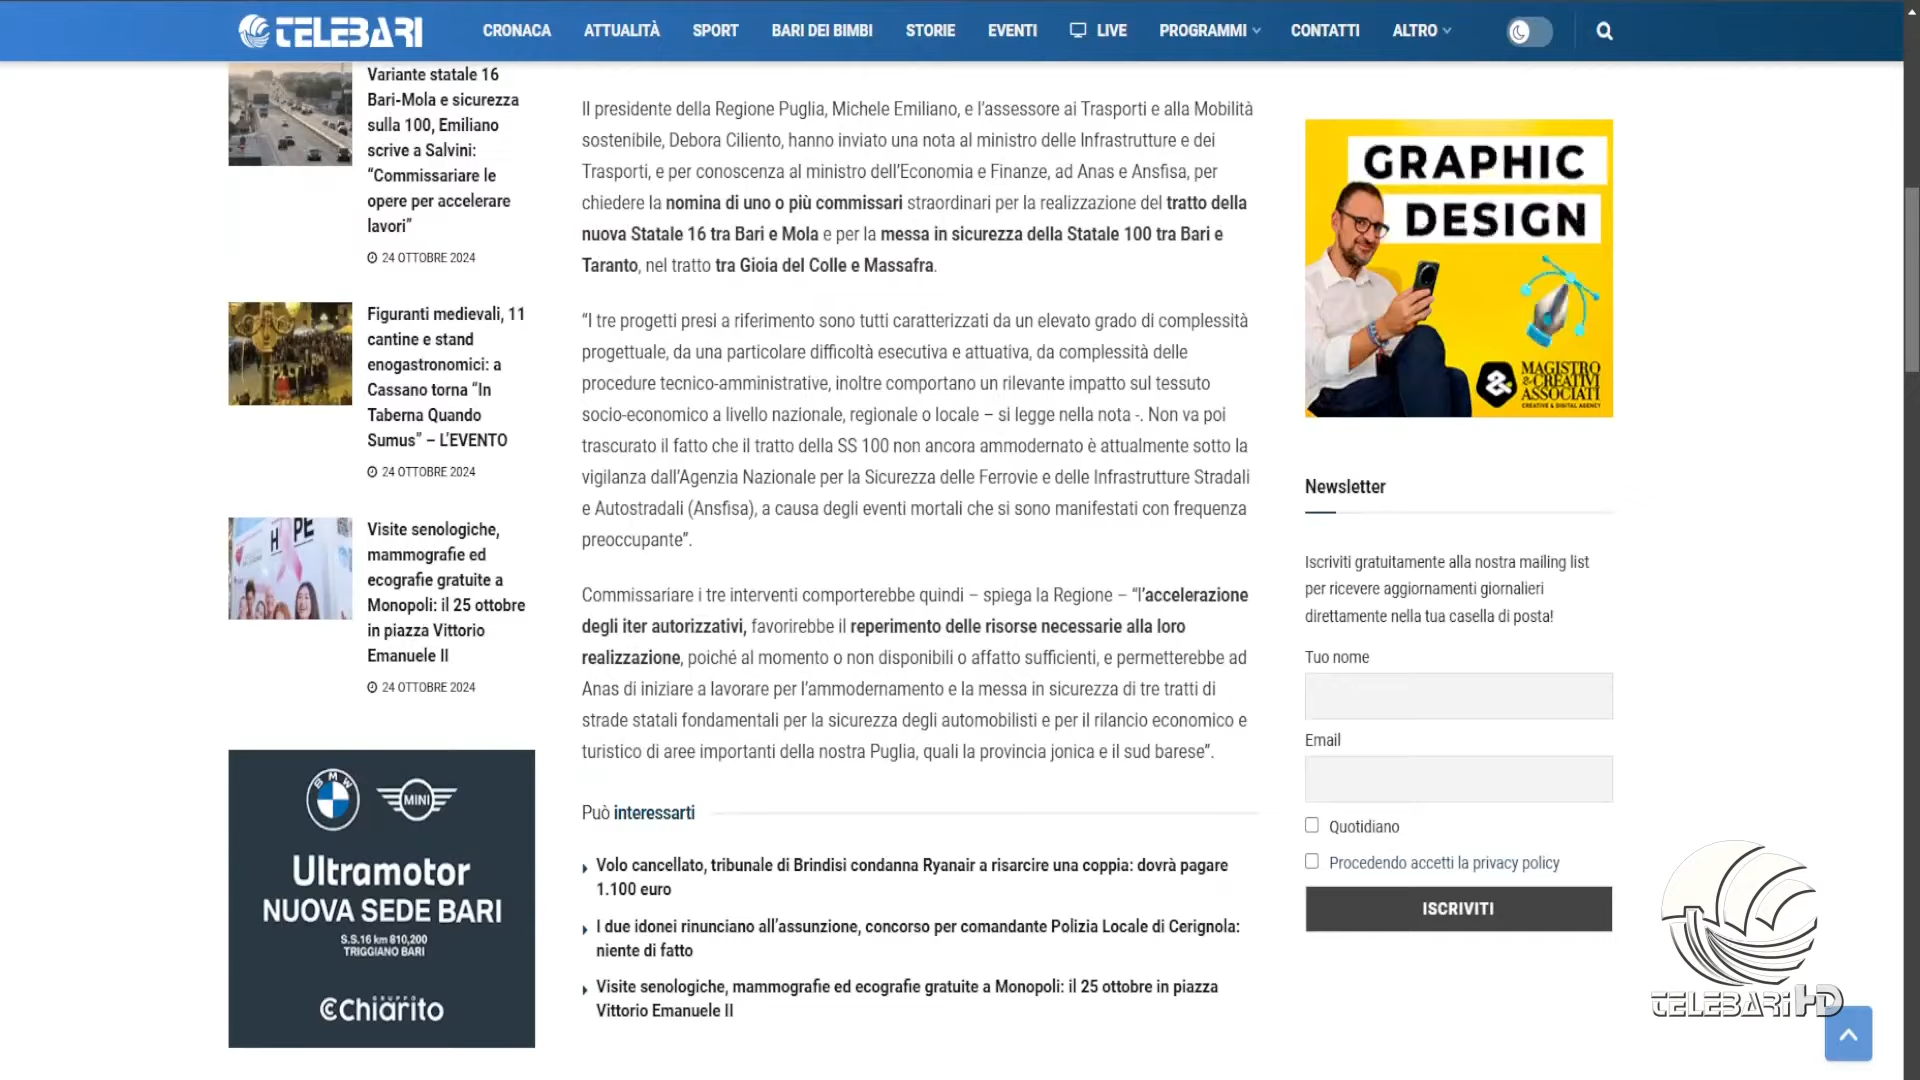 TELEBARI
CRONACA
ATTUALITÀ
SPORT
BARI DEI BIMBI
STORIE
EVENTI
LIVE
PROGRAMMI
CONTATTI
ALTRO
Variante statale 16
Bari-Mola e sicurezza
sulla 100, Emiliano
scrive a Salvini:
“Commissariare le
opere per accelerare
lavori”
24 OTTOBRE 2024
Figuranti medievali, 11
cantine e stand
enogastronomici: a
Cassano torna “In
Taberna Quando
Sumus” – L'EVENTO
24 OTTOBRE 2024
HOPE
Visite senologiche,
mammografie ed
ecografie gratuite a
Monopoli: il 25 ottobre
in piazza Vittorio
Emanuele II
24 OTTOBRE 2024
BMW
MINI
Ultramotor
NUOVA SEDE BARI
S.S.16 km 810,200
TRIGGIANO BARI
GRUPPO
Chiarito
Il presidente della Regione Puglia, Michele Emiliano, e l’assessore ai Trasporti e alla Mobilità
sostenibile, Debora Ciliento, hanno inviato una nota al ministro delle Infrastrutture e dei
Trasporti, e per conoscenza al ministro dell’Economia e Finanze, ad Anas e Ansfisa, per
chiedere la nomina di uno o più commissari straordinari per la realizzazione del tratto della
nuova Statale 16 tra Bari e Mola e per la messa in sicurezza della Statale 100 tra Bari e
Taranto, nel tratto tra Gioia del Colle e Massafra.
“I tre progetti presi a riferimento sono tutti caratterizzati da un elevato grado di complessità
progettuale, da una particolare difficoltà esecutiva e attuativa, da complessità delle
procedure tecnico-amministrative, inoltre comportano un rilevante impatto sul tessuto
socio-economico a livello nazionale, regionale o locale – si legge nella nota -. Non va poi
trascurato il fatto che il tratto della SS 100 non ancora ammodernato è attualmente sotto la
vigilanza dall’Agenzia Nazionale per la Sicurezza delle Ferrovie e delle Infrastrutture Stradali
e Autostradali (Ansfisa), a causa degli eventi mortali che si sono manifestati con frequenza
preoccupante”.
Commissariare i tre interventi comporterebbe quindi – spiega la Regione – “l’accelerazione
degli iter autorizzativi, favorirebbe il reperimento delle risorse necessarie alla loro
realizzazione, poiché al momento o non disponibili o affatto sufficienti, e permetterebbe ad
Anas di iniziare a lavorare per l’ammodernamento e la messa in sicurezza di tre tratti di
strade statali fondamentali per la sicurezza degli automobilisti e per il rilancio economico e
turistico di aree importanti della nostra Puglia, quali la provincia jonica e il sud barese”.
Può interessarti
Volo cancellato, tribunale di Brindisi condanna Ryanair a risarcire una coppia: dovrà pagare
1.100 euro
I due idonei rinunciano all’assunzione, concorso per comandante Polizia Locale di Cerignola:
niente di fatto
Visite senologiche, mammografie ed ecografie gratuite a Monopoli: il 25 ottobre in piazza
Vittorio Emanuele II
GRAPHIC
DESIGN
&
MAGISTRO
& CREATIVI
ASSOCIATI
CREATIVE & DIGITAL AGENCY
Newsletter
Iscriviti gratuitamente alla nostra mailing list
per ricevere aggiornamenti giornalieri
direttamente nella tua casella di posta!
Tuo nome
Email
Quotidiano
Procedendo accetti la privacy policy
ISCRIVITI
TELEBARI HD